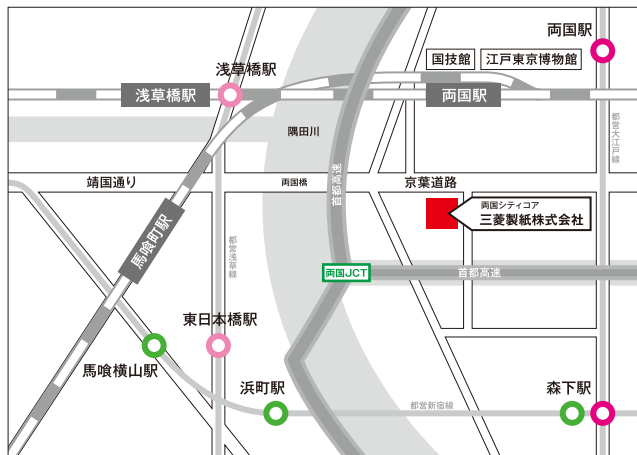 両国駅
国技館
江戸東京博物館
浅草橋駅
浅草橋駅
両国駅
隅田川
都営大江戸線
首都高速
靖国通り
両国橋
京葉道路
両国シティコア
三菱製紙株式会社
馬喰町駅
都営浅草線
両国JCT
首都高速
東日本橋駅
馬喰横山駅
浜町駅
都営新宿線
森下駅